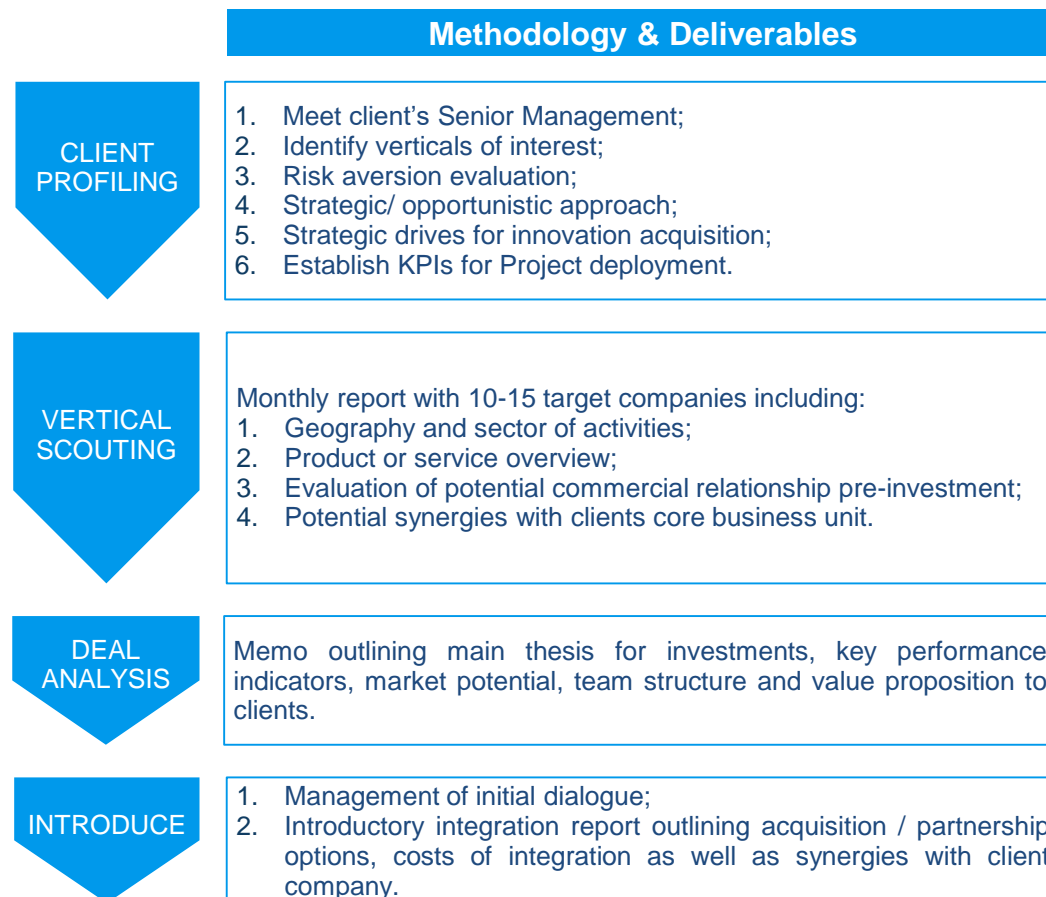 Methodology & Deliverables
CLIENT
PROFILING
1. Meet client’s Senior Management;
2. Identify verticals of interest;
3. Risk aversion evaluation;
4. Strategic/ opportunistic approach;
5. Strategic drives for innovation acquisition;
6. Establish KPIs for Project deployment.
VERTICAL
SCOUTING
Monthly report with 10-15 target companies including:
1. Geography and sector of activities;
2. Product or service overview;
3. Evaluation of potential commercial relationship pre-investment;
4. Potential synergies with clients core business unit.
DEAL
ANALYSIS
Memo outlining main thesis for investments, key performance
indicators, market potential, team structure and value proposition to
clients.
INTRODUCE
1. Management of initial dialogue;
2. Introductory integration report outlining acquisition / partnership
options, costs of integration as well as synergies with client
company.